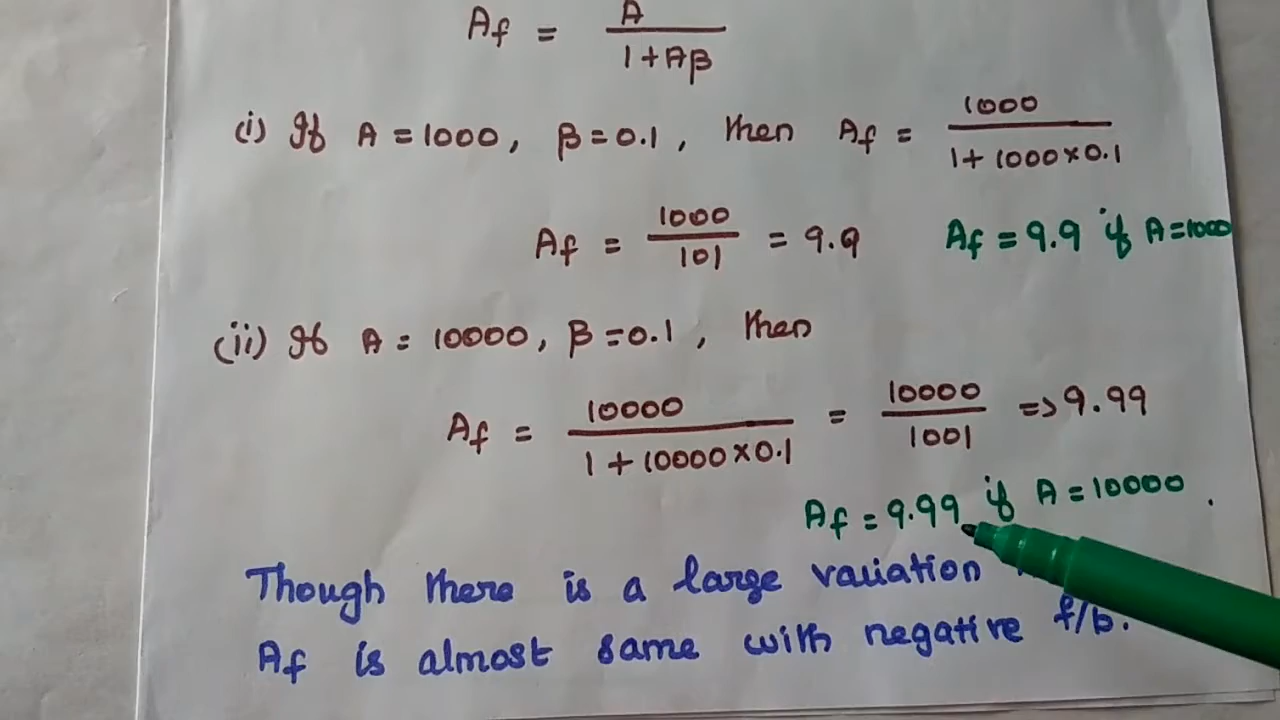 Af = A / 1+Aβ
(i) If A = 1000, β = 0.1, then Af = 1000 / 1+1000×0.1
Af = 1000 / 101 = 9.9 Af = 9.9 if A = 1000
(ii) If A = 10000, β = 0.1, then
Af = 10000 / 1+10000×0.1 = 10000 / 1001 => 9.99
Af = 9.99 if A = 10000.
Though there is a large variation
Af is almost same with negative f/b.